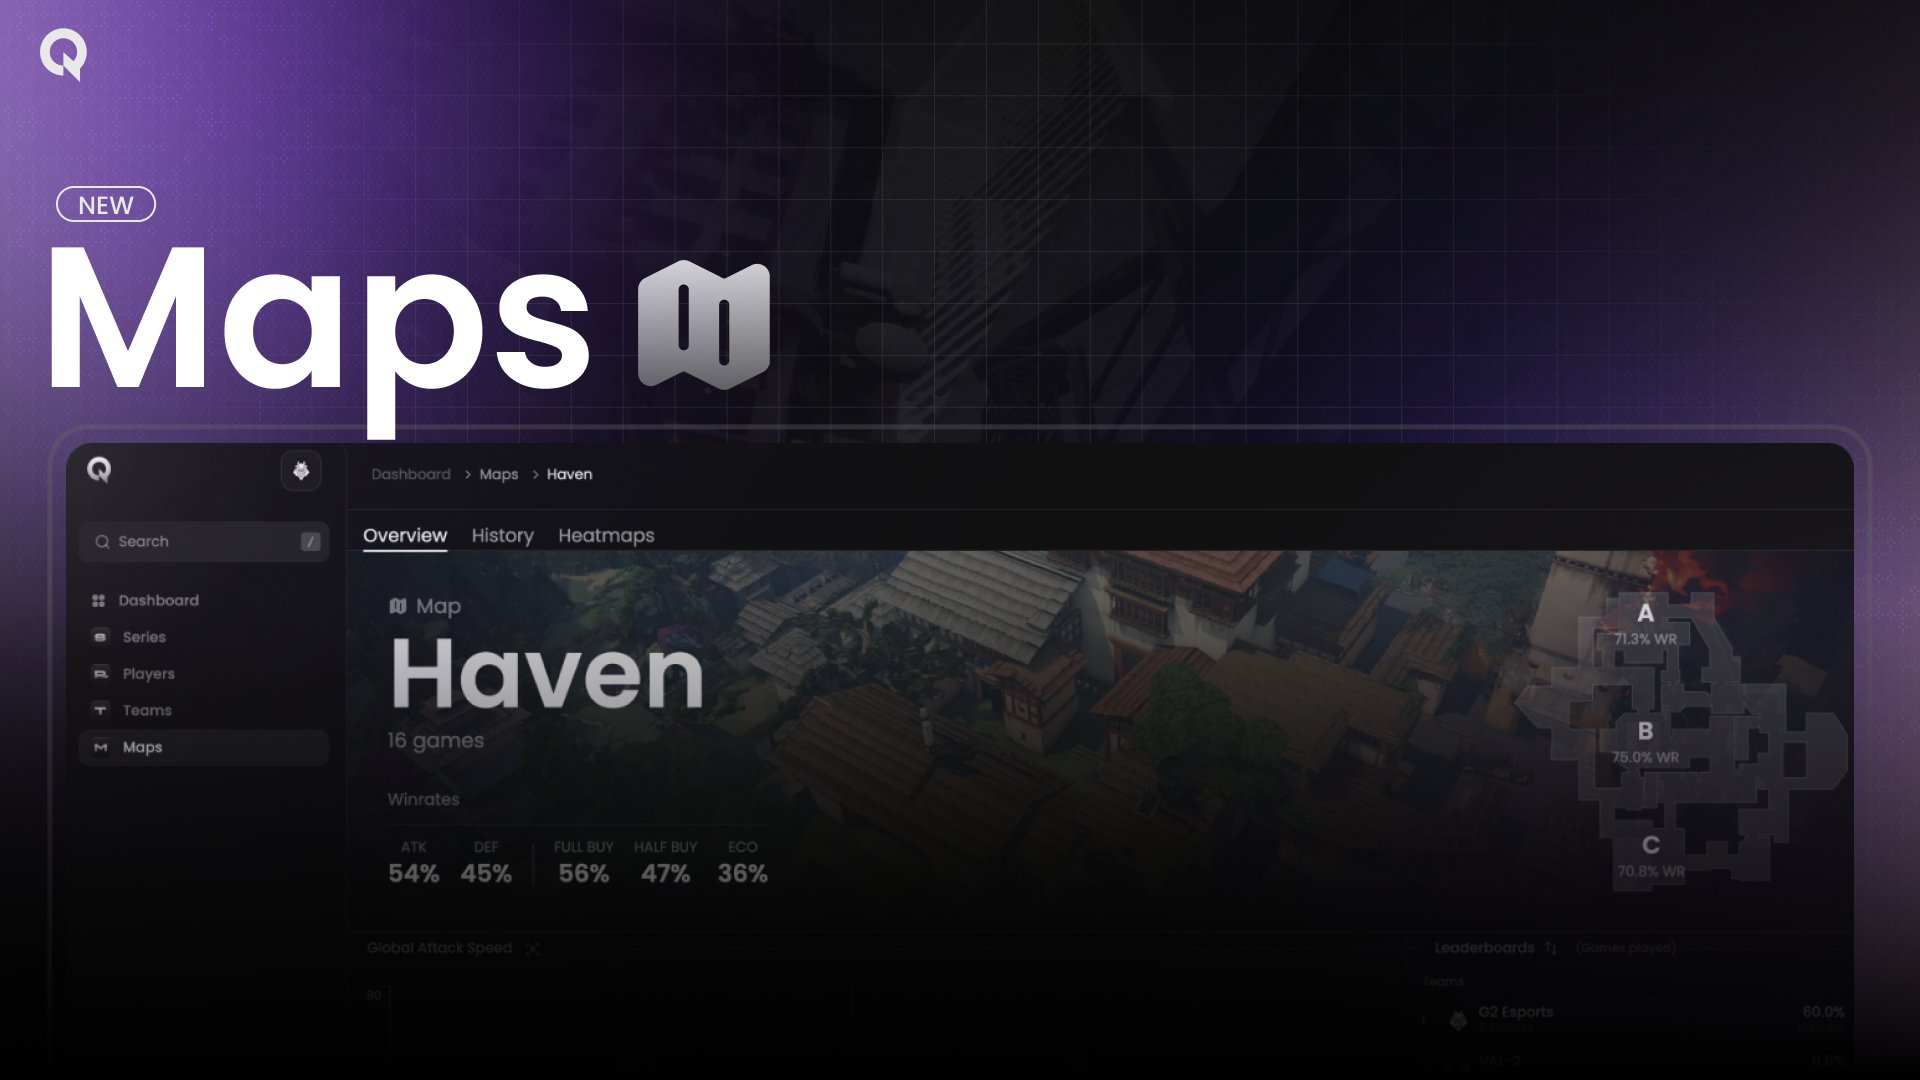 NEW
Maps
Dashboard > Maps > Haven
Search /
Overview History Heatmaps
Dashboard
Series
Players
Teams
Maps
Map
Haven
16 games
Winrates
ATK DEF FULL BUY HALF BUY ECO
54% 45% 56% 47% 36%
A
71.3% WR
B
75.0% WR
C
70.8% WR
Global Attack Speed
80
Leaderboards (Games played)
Teams
1 G2 Esports 60.0%
5 Games Winrate
VAL-2 0.0%